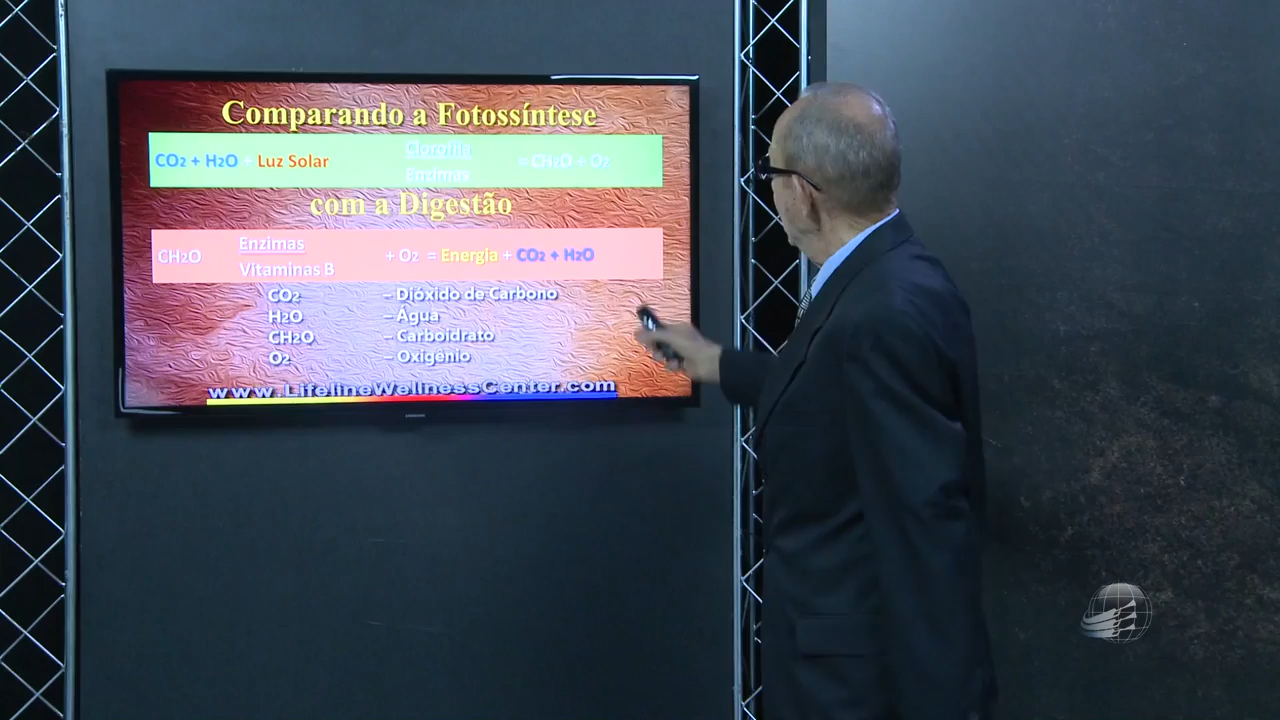 Comparando a Fotossíntese
CO2 + H2O + Luz Solar Clorofila = CH2O + O2
Enzimas
com a Digestão
CH2O Enzimas + O2 = Energia + CO2 + H2O
Vitaminas B
CO2 – Dióxido de Carbono
H2O – Água
CH2O – Carboidrato
O2 – Oxigênio
www.LifelineWellnessCenter.com